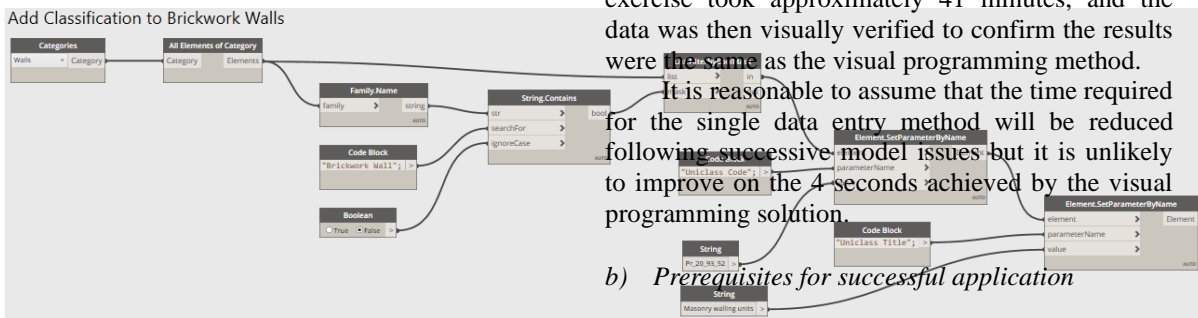 Add Classification to Brickwork Walls
Categories
Walls
Category
All Elements of Category
Category
Elements
Family.Name
family
string
AUTO
Code Block
"Brickwork Wall";
Boolean
True
False
String.Contains
str
bool
searchFor
ignoreCase
AUTO
list
in
Code Block
"Uniclass Code";
String
Pr_20_93_52
String
Masonry walling units
Element.SetParameterByName
parameterName
AUTO
Code Block
"Uniclass Title";
Element.SetParameterByName
element
Element
parameterName
value
AUTO
exercise took approximately 41 minutes, and the
data was then visually verified to confirm the results
were the same as the visual programming method.
It is reasonable to assume that the time required
for the single data entry method will be reduced
following successive model issues but it is unlikely
to improve on the 4 seconds achieved by the visual
programming solution.
b) Prerequisites for successful application